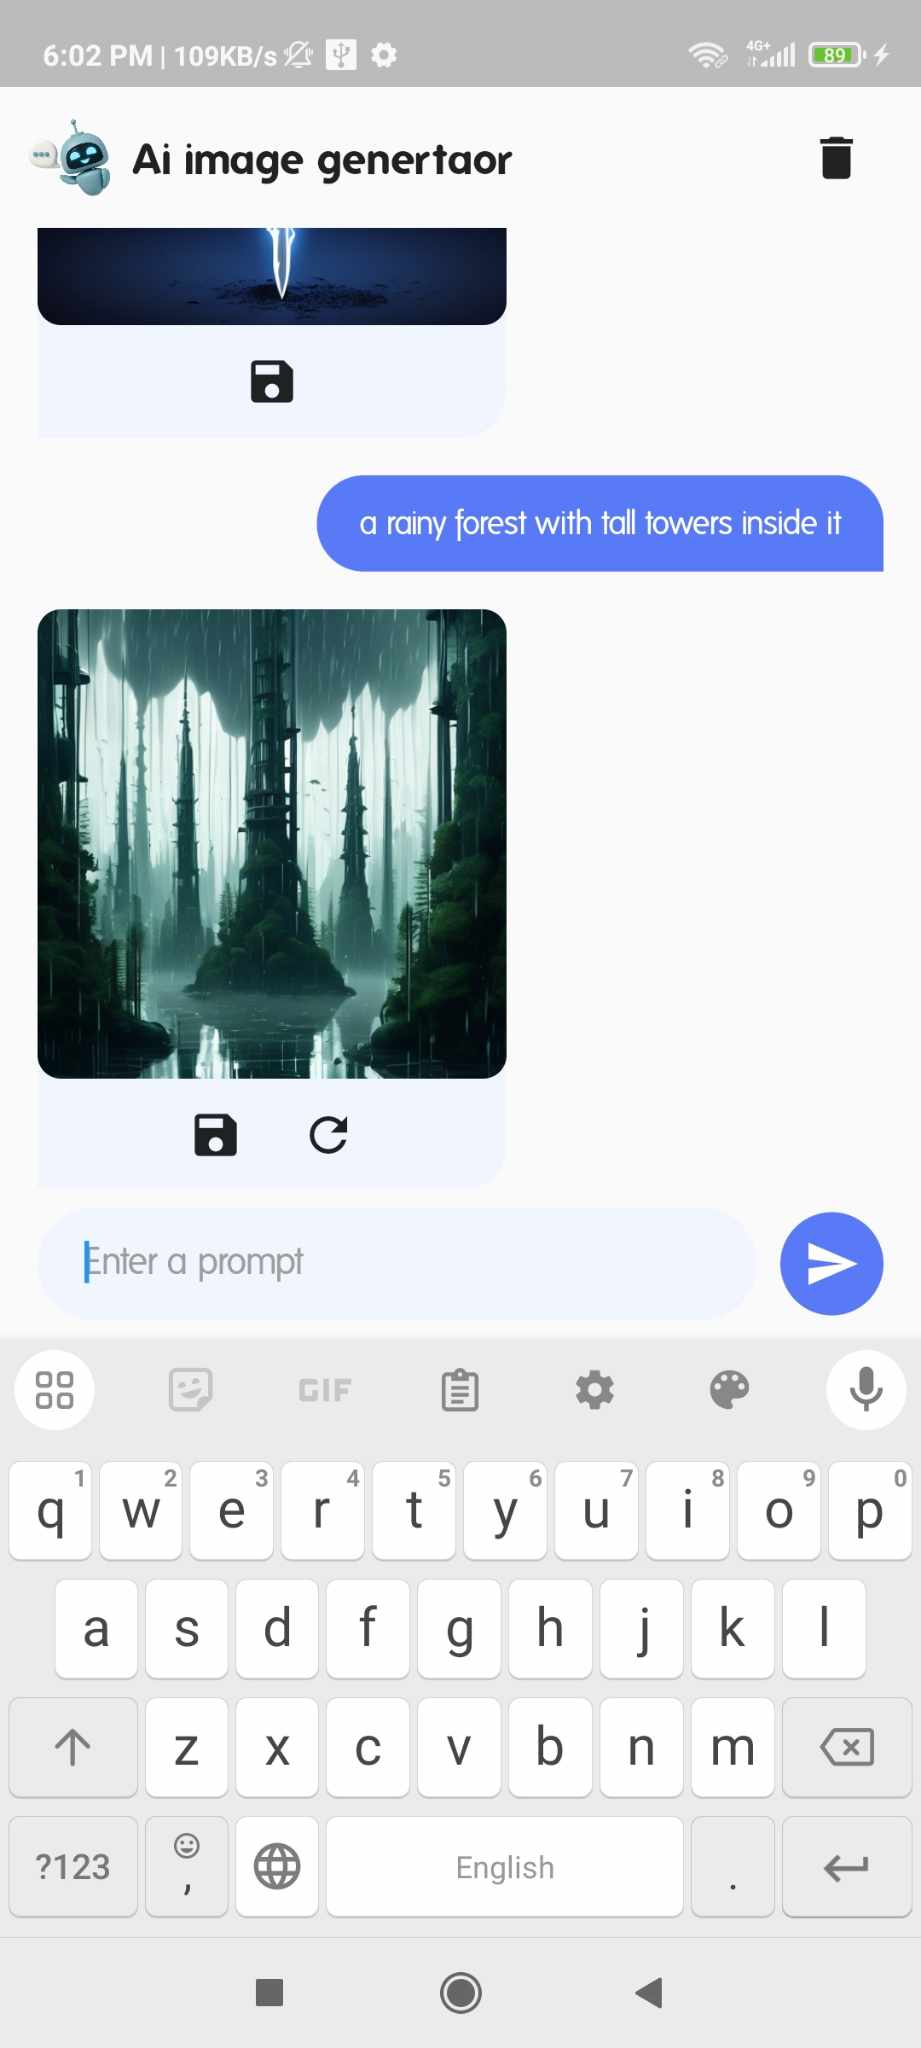 6:02 PM | 109KB/s
4G+
89
Ai image genertaor
a rainy forest with tall towers inside it
Enter a prompt
GIF
1 2 3 4 5 6 7 8 9 0
q w e r t y u i o p
a s d f g h j k l
z x c v b n m
?123 , English .